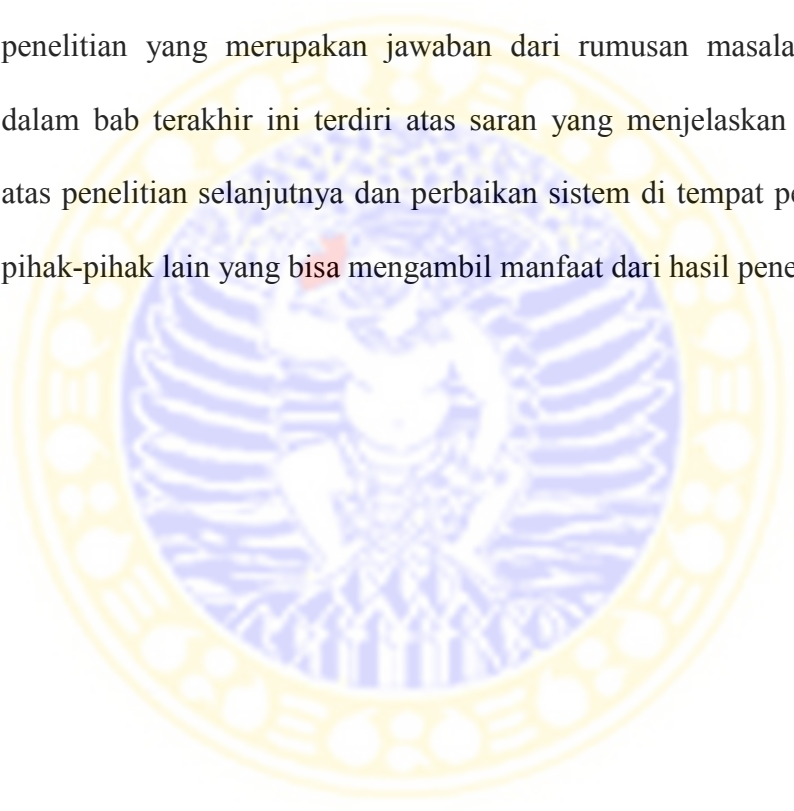 penelitian yang merupakan jawaban dari rumusan masala
dalam bab terakhir ini terdiri atas saran yang menjelaskan
atas penelitian selanjutnya dan perbaikan sistem di tempat pe
pihak-pihak lain yang bisa mengambil manfaat dari hasil pene